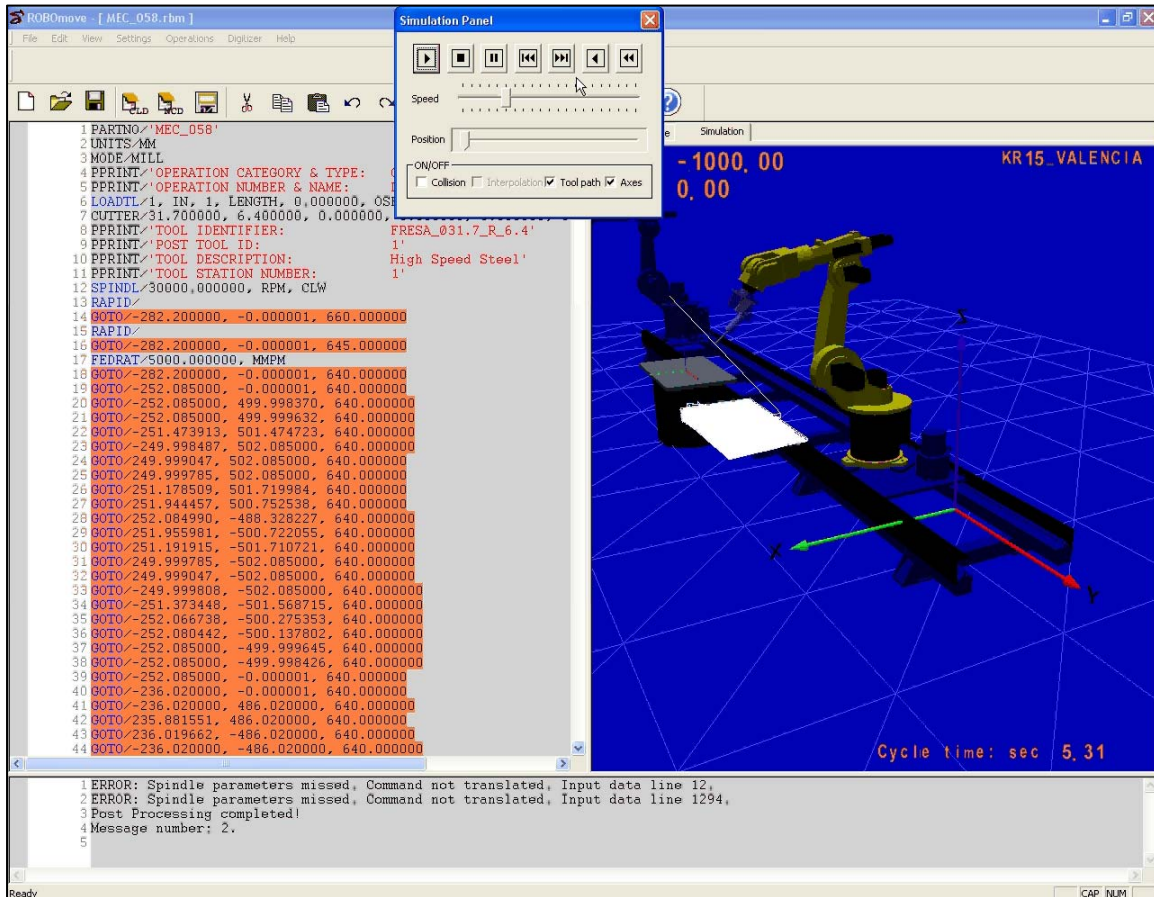 ROBOmove - [ MEC_058.rbm ]
File Edit View Settings Operations Digitizer Help
Simulation Panel
Speed
Position
ON/OFF
Collision Interpolation Tool path Axes
CLD NCD
Simulation
-1000,00
0,00
KR15_VALENCIA
1 PARTNO/'MEC_058'
2 UNITS/MM
3 MODE/MILL
4 PPRINT/'OPERATION CATEGORY & TYPE:
5 PPRINT/'OPERATION NUMBER & NAME:
6 LOADTL/1, IN, 1, LENGTH, 0,000000,
7 CUTTER/31.700000, 6.400000, 0.000000,
8 PPRINT/'TOOL IDENTIFIER: FRESA_031.7_R_6.4'
9 PPRINT/'POST TOOL ID: 1'
10 PPRINT/'TOOL DESCRIPTION: High Speed Steel'
11 PPRINT/'TOOL STATION NUMBER: 1'
12 SPINDL/30000,000000, RPM, CLW
13 RAPID/
14 GOTO/-282.200000, -0.000001, 660.000000
15 RAPID/
16 GOTO/-282.200000, -0.000001, 645.000000
17 FEDRAT/5000.000000, MMPM
18 GOTO/-282.200000, -0.000001, 640.000000
19 GOTO/-252.085000, -0.000001, 640.000000
20 GOTO/-252.085000, 499.998370, 640.000000
21 GOTO/-252.085000, 499.999632, 640.000000
22 GOTO/-251.473913, 501.474723, 640.000000
23 GOTO/-249.998487, 502.085000, 640.000000
24 GOTO/249.999047, 502.085000, 640.000000
25 GOTO/249.999785, 502.085000, 640.000000
26 GOTO/251.178509, 501.719984, 640.000000
27 GOTO/251.944457, 500.752538, 640.000000
28 GOTO/252.084990, -488.328227, 640.000000
29 GOTO/251.955981, -500.722055, 640.000000
30 GOTO/251.191915, -501.710721, 640.000000
31 GOTO/249.999785, -502.085000, 640.000000
32 GOTO/249.999047, -502.085000, 640.000000
33 GOTO/-249.999808, -502.085000, 640.000000
34 GOTO/-251.373448, -501.568715, 640.000000
35 GOTO/-252.066738, -500.275353, 640.000000
36 GOTO/-252.080442, -500.137802, 640.000000
37 GOTO/-252.085000, -499.999645, 640.000000
38 GOTO/-252.085000, -499.998426, 640.000000
39 GOTO/-252.085000, -0.000001, 640.000000
40 GOTO/-236.020000, -0.000001, 640.000000
41 GOTO/-236.020000, 486.020000, 640.000000
42 GOTO/235.881551, 486.020000, 640.000000
43 GOTO/236.019662, -486.020000, 640.000000
44 GOTO/-236.020000, -486.020000, 640.000000
X
Y
Cycle time: sec 5,31
1 ERROR: Spindle parameters missed, Command not translated, Input data line 12,
2 ERROR: Spindle parameters missed, Command not translated, Input data line 1294,
3 Post Processing completed!
4 Message number: 2.
5
Ready
CAP NUM